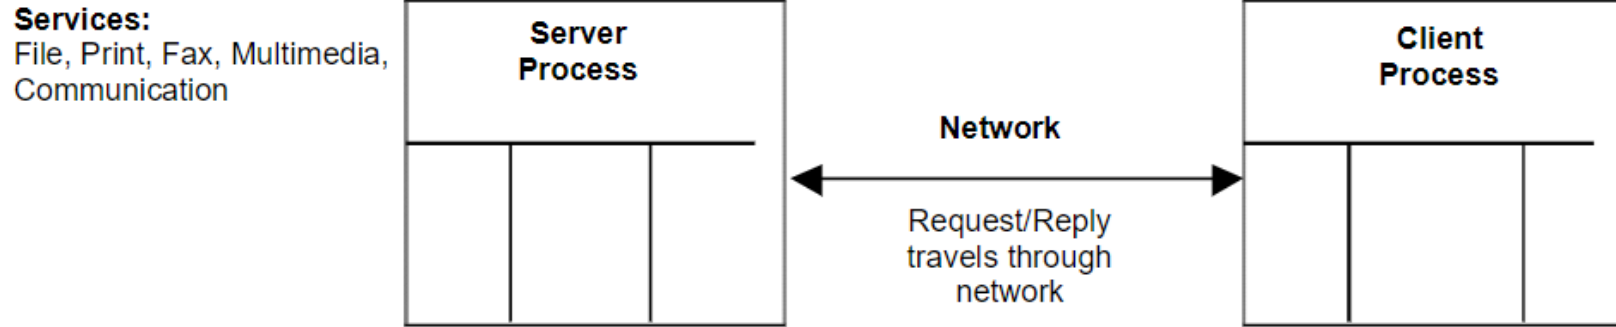 Services:
File, Print, Fax, Multimedia,
Communication
Server
Process
Network
Request/Reply
travels through
network
Client
Process